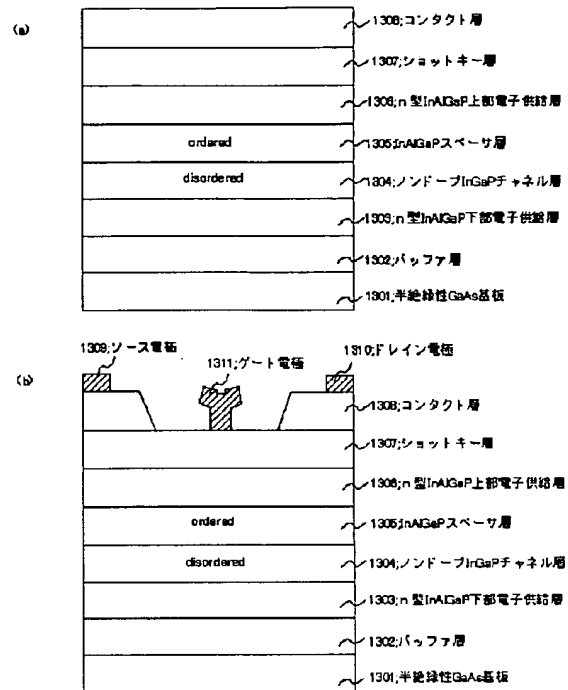 (a)
1308;コンタクト層
1307;ショットキー層
1306;n 型InAlGaP上部電子供給層
ordered
1305;InAlGaPスペーサ層
disordered
1304;ノンドープInGaPチャネル層
1303;n 型InAlGaP下部電子供給層
1302;バッファ層
1301;半絶縁性GaAs基板
(b)
1309;ソース電極
1311;ゲート電極
1310;ドレイン電極
1308;コンタクト層
1307;ショットキー層
1306;n 型InAlGaP上部電子供給層
ordered
1305;InAlGaPスペーサ層
disordered
1304;ノンドープInGaPチャネル層
1303;n 型InAlGaP下部電子供給層
1302;バッファ層
1301;半絶縁性GaAs基板